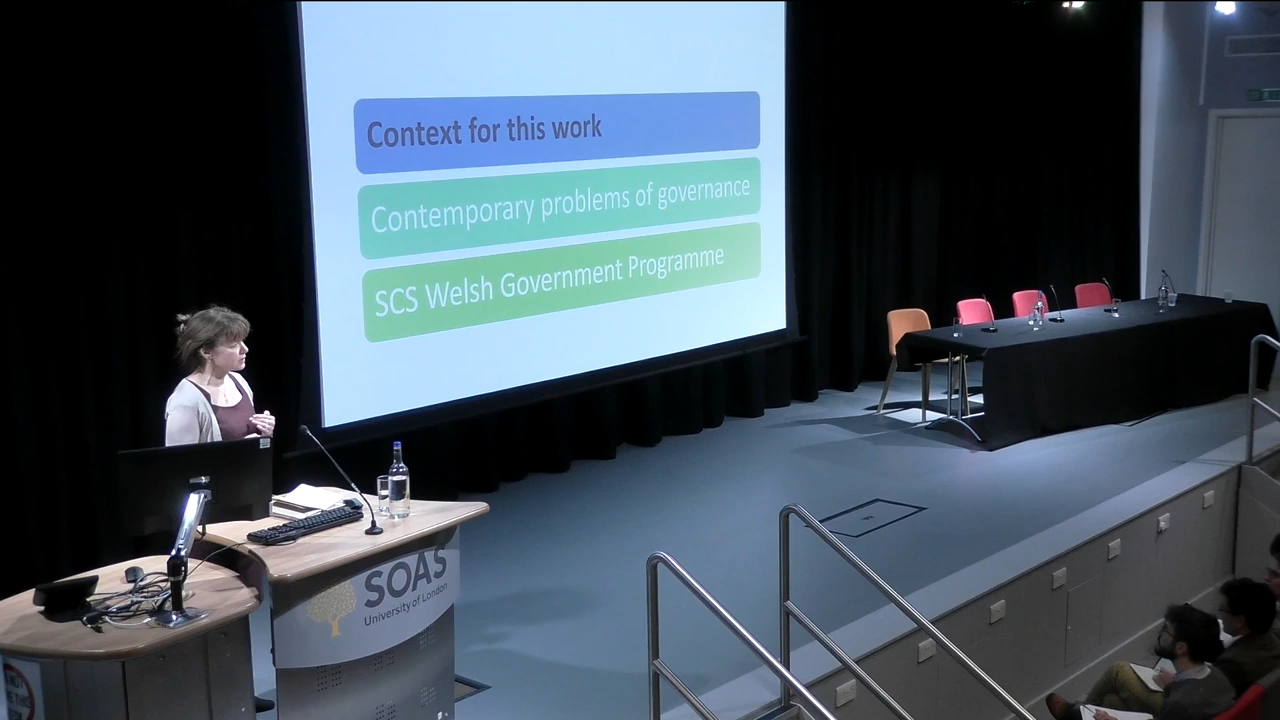 Context for this work
Contemporary problems of governance
SCS Welsh Government Programme
SOAS
University of London